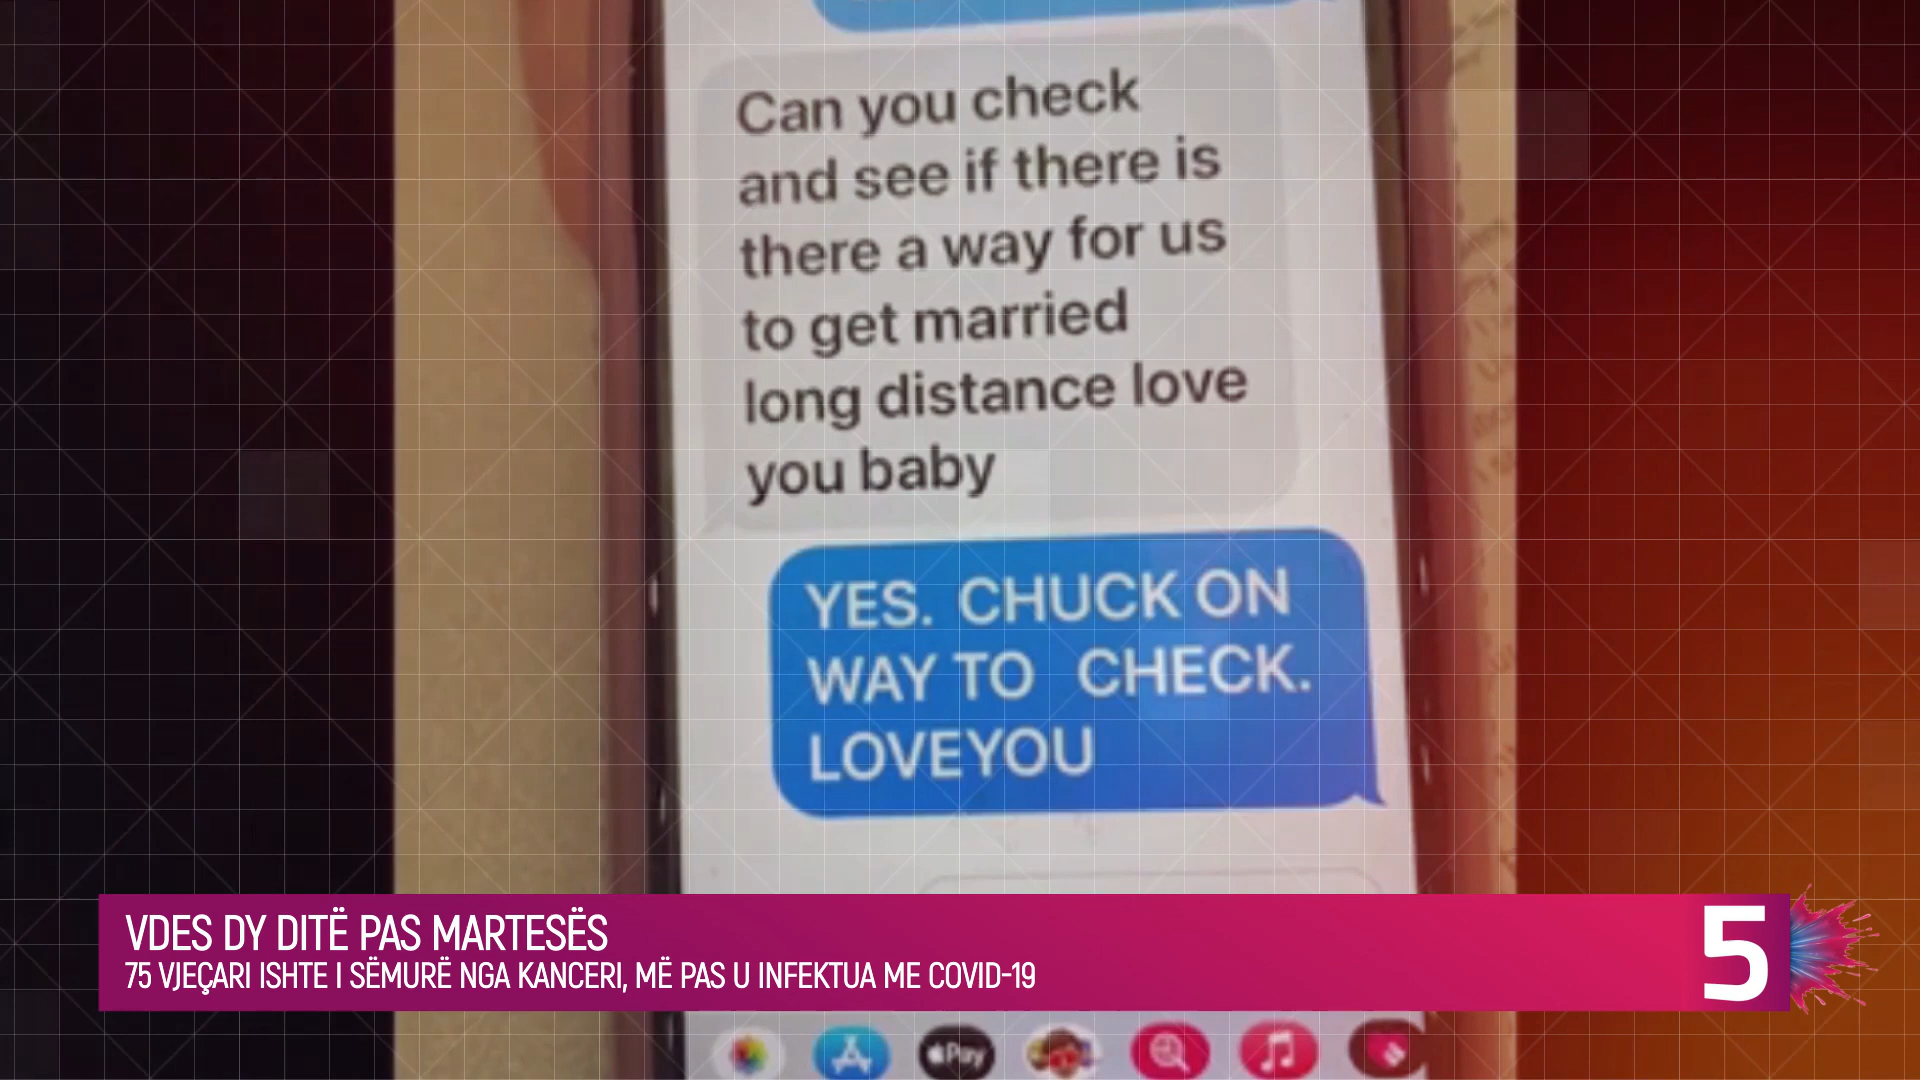 Can you check
and see if there is
there a way for us
to get married
long distance love
you baby
YES. CHUCK ON
WAY TO CHECK.
LOVEYOU
VDES DY DITË PAS MARTESËS
75 VJEÇARI ISHTE I SËMURË NGA KANCERI, MË PAS U INFEKTUA ME COVID-19
5
Pay